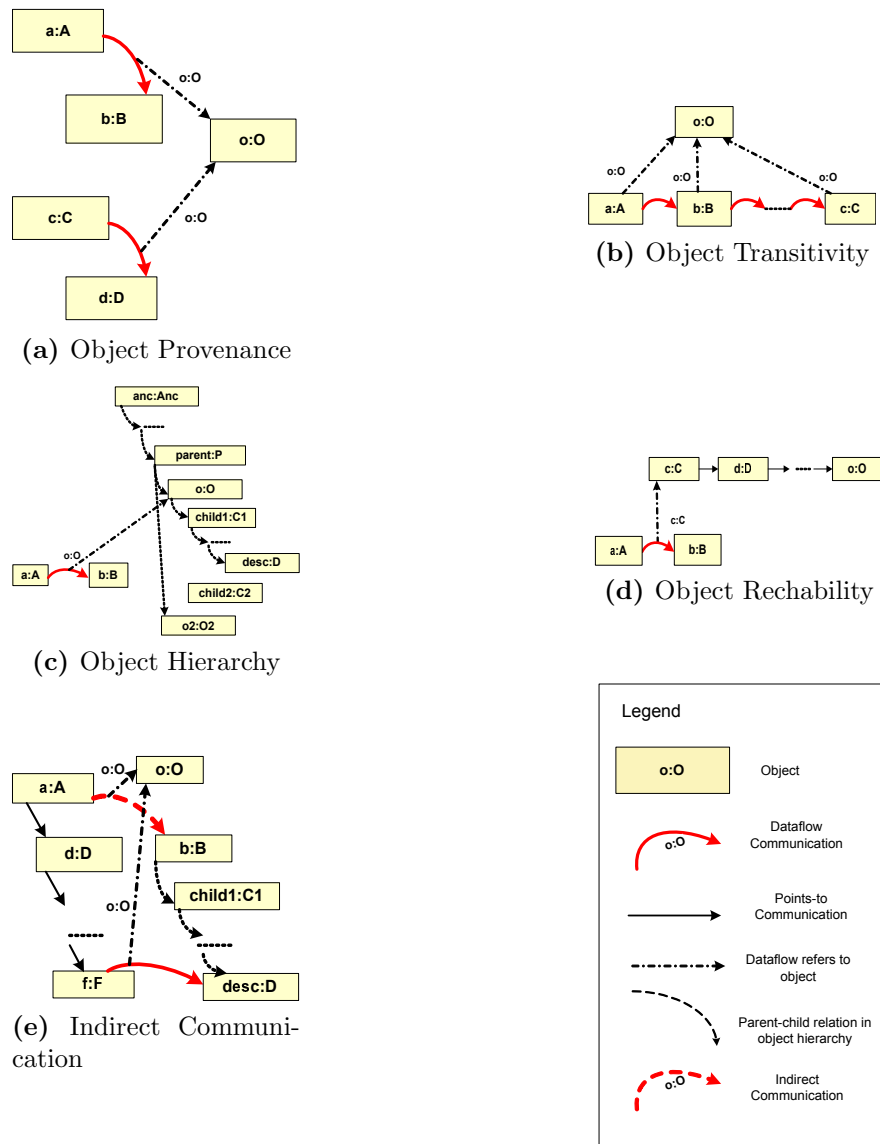 a:A
o:O
b:B
o:O
c:C
o:O
d:D
(a) Object Provenance
o:O
o:O
o:O
o:O
a:A
b:B
c:C
(b) Object Transitivity
anc:Anc
parent:P
o:O
child1:C1
o:O
desc:D
a:A
b:B
child2:C2
o2:O2
(c) Object Hierarchy
c:C
d:D
o:O
c:C
a:A
b:B
(d) Object Rechability
o:O
o:O
a:A
d:D
b:B
child1:C1
o:O
f:F
desc:D
(e) Indirect Communi-
cation
Legend
o:O
Object
o:O
Dataflow
Communication
Points-to
Communication
Dataflow refers to
object
Parent-child relation in
object hierarchy
o:O
Indirect
Communication